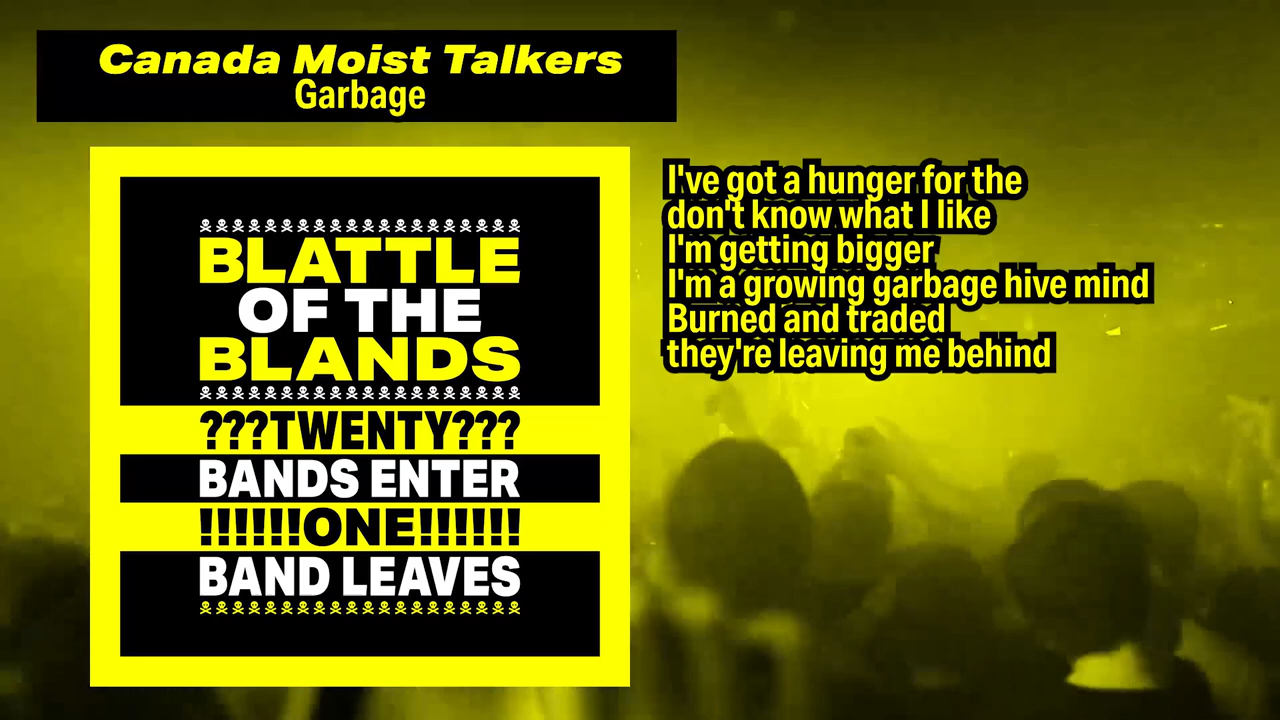 Canada Moist Talkers
Garbage
BLATTLE
OF THE
BLANDS
???TWENTY???
BANDS ENTER
!!!!!!ONE!!!!!!
BAND LEAVES
I've got a hunger for the
don't know what I like
I'm getting bigger
I'm a growing garbage hive mind
Burned and traded
they're leaving me behind